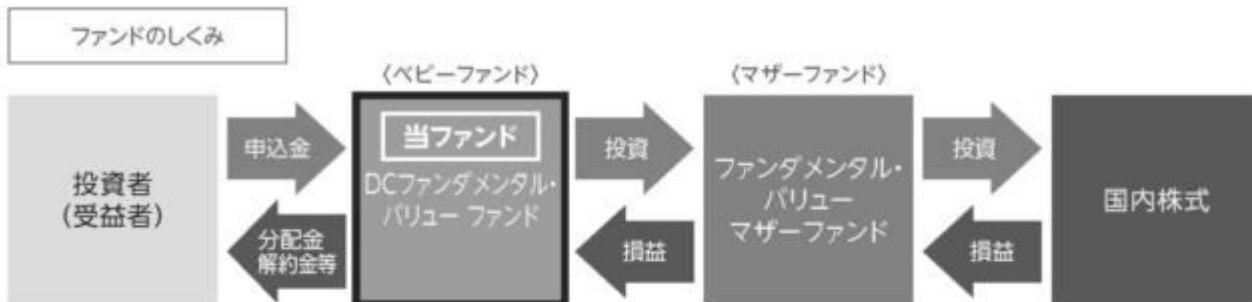 ファンドのしくみ
〈ベビーファンド〉
〈マザーファンド〉
投資者
(受益者)
申込金
分配金
解約金等
当ファンド
DCファンダメンタル・
バリュー ファンド
投資
損益
ファンダメンタル・
バリュー
マザーファンド
投資
損益
国内株式